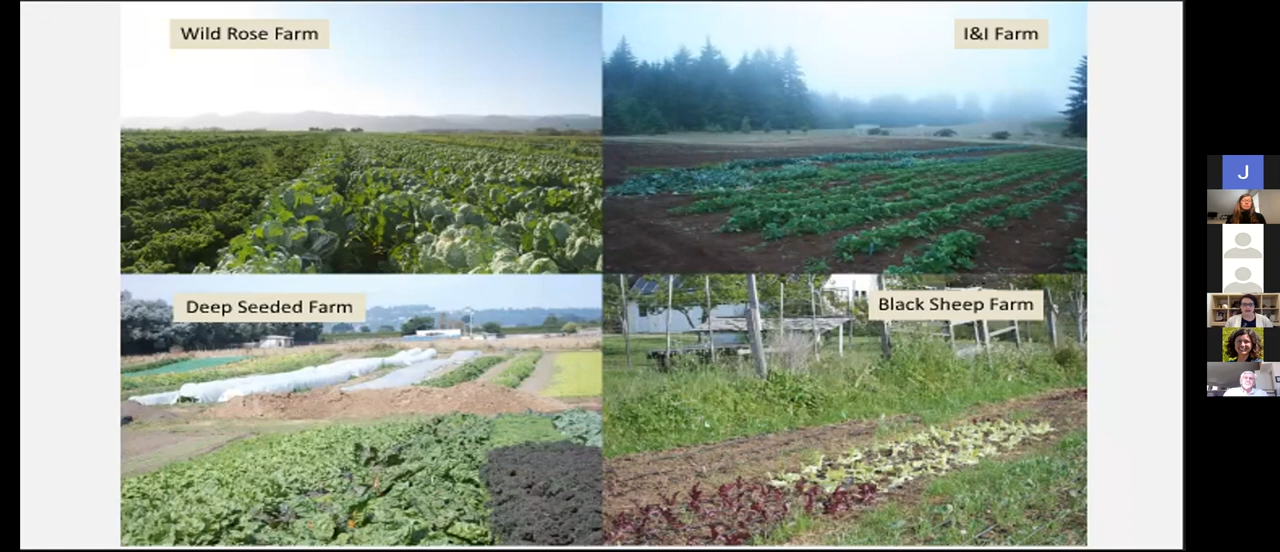 Wild Rose Farm
I&I Farm
Deep Seeded Farm
Black Sheep Farm
J